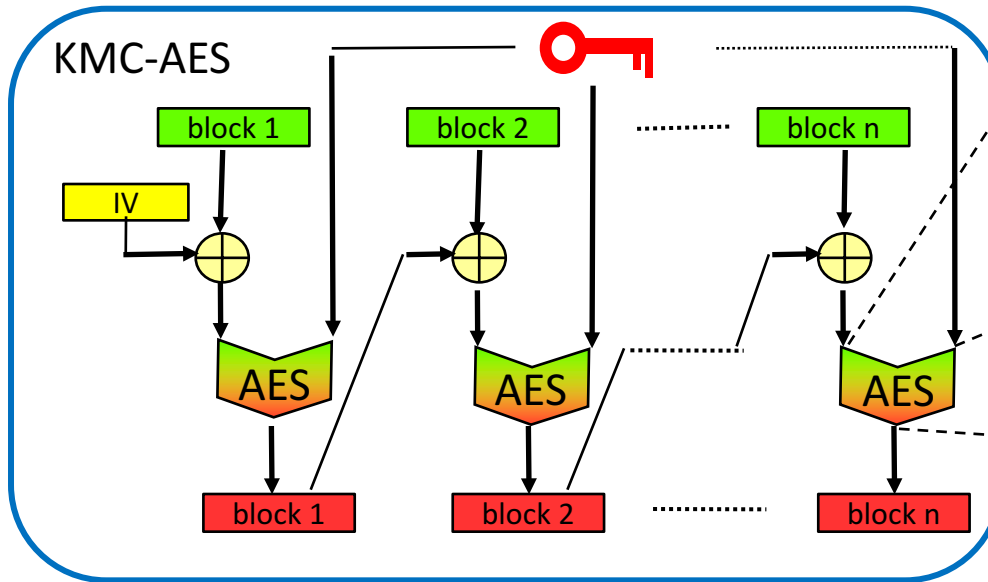 KMC-AES
block 1
block 2
block n
IV
AES
AES
AES
block 1
block 2
block n